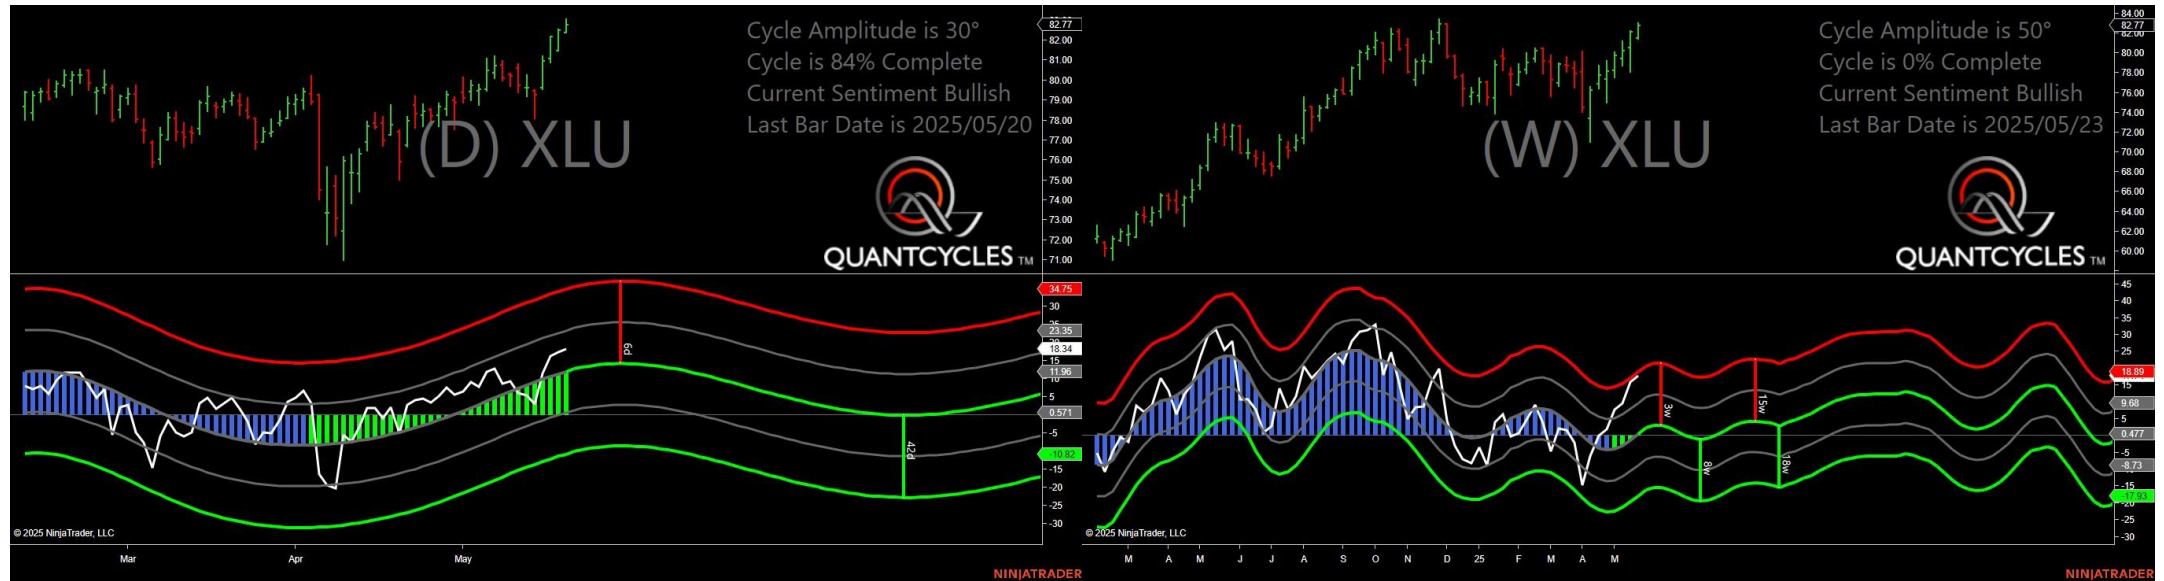 Cycle Amplitude is 30°
Cycle is 84% Complete
Current Sentiment Bullish
Last Bar Date is 2025/05/20
(D) XLU
QUANTCYCLES TM
82.77
82.00
81.00
80.00
79.00
78.00
77.00
76.00
75.00
74.00
73.00
72.00
71.00
34.75
30
23.35
18.34
15
11.96
5
0.571
-5
-10.82
-15
-20
-25
-30
6d
42d
© 2025 NinjaTrader, LLC
Mar Apr May
NINJATRADER
Cycle Amplitude is 50°
Cycle is 0% Complete
Current Sentiment Bullish
Last Bar Date is 2025/05/23
(W) XLU
QUANTCYCLES TM
84.00
82.77
82.00
80.00
78.00
76.00
74.00
72.00
70.00
68.00
66.00
64.00
62.00
60.00
45
40
35
30
25
18.89
15
9.68
5
0.477
-5
-8.73
-15
-17.93
-25
-30
3w
8w
15w
18w
© 2025 NinjaTrader, LLC
M A M J J A S O N D 25 F M A M
NINJATRADER